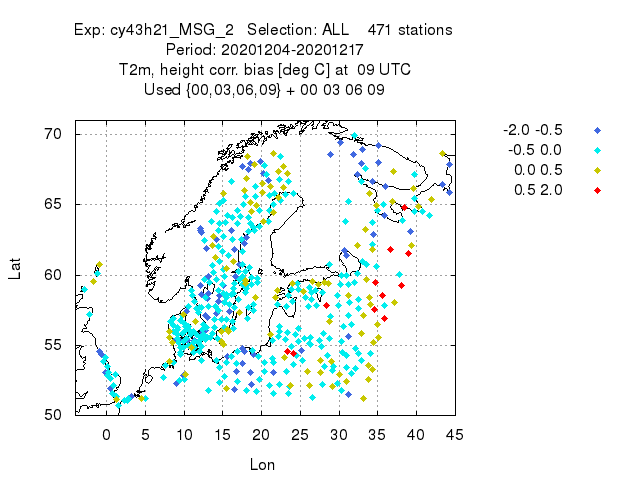 Exp: cy43h21_MSG_2 Selection: ALL 471 stations
Period: 20201204-20201217
T2m, height corr. bias [deg C] at 09 UTC
Used {00,03,06,09} + 00 03 06 09
-2.0 -0.5
-0.5 0.0
0.0 0.5
0.5 2.0
Lat
70
65
60
55
50
0 5 10 15 20 25 30 35 40 45
Lon